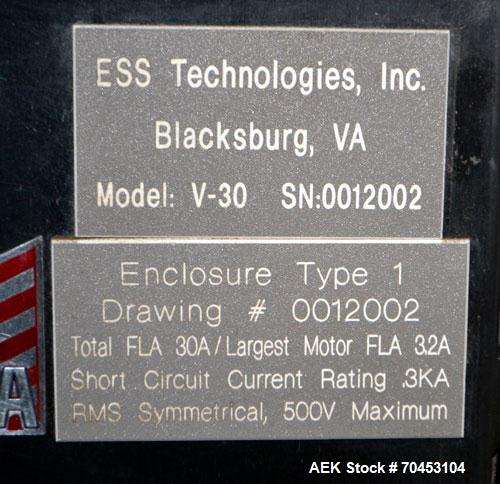 ESS Technologies, Inc.
Blacksburg, VA
Model: V-30 SN:0012002
Enclosure Type 1
Drawing # 0012002
Total FLA 30A/Largest Motor FLA 3.2A
Short Circuit Current Rating .3KA
RMS Symmetrical, 500V Maximum
A
AEK Stock # 70453104